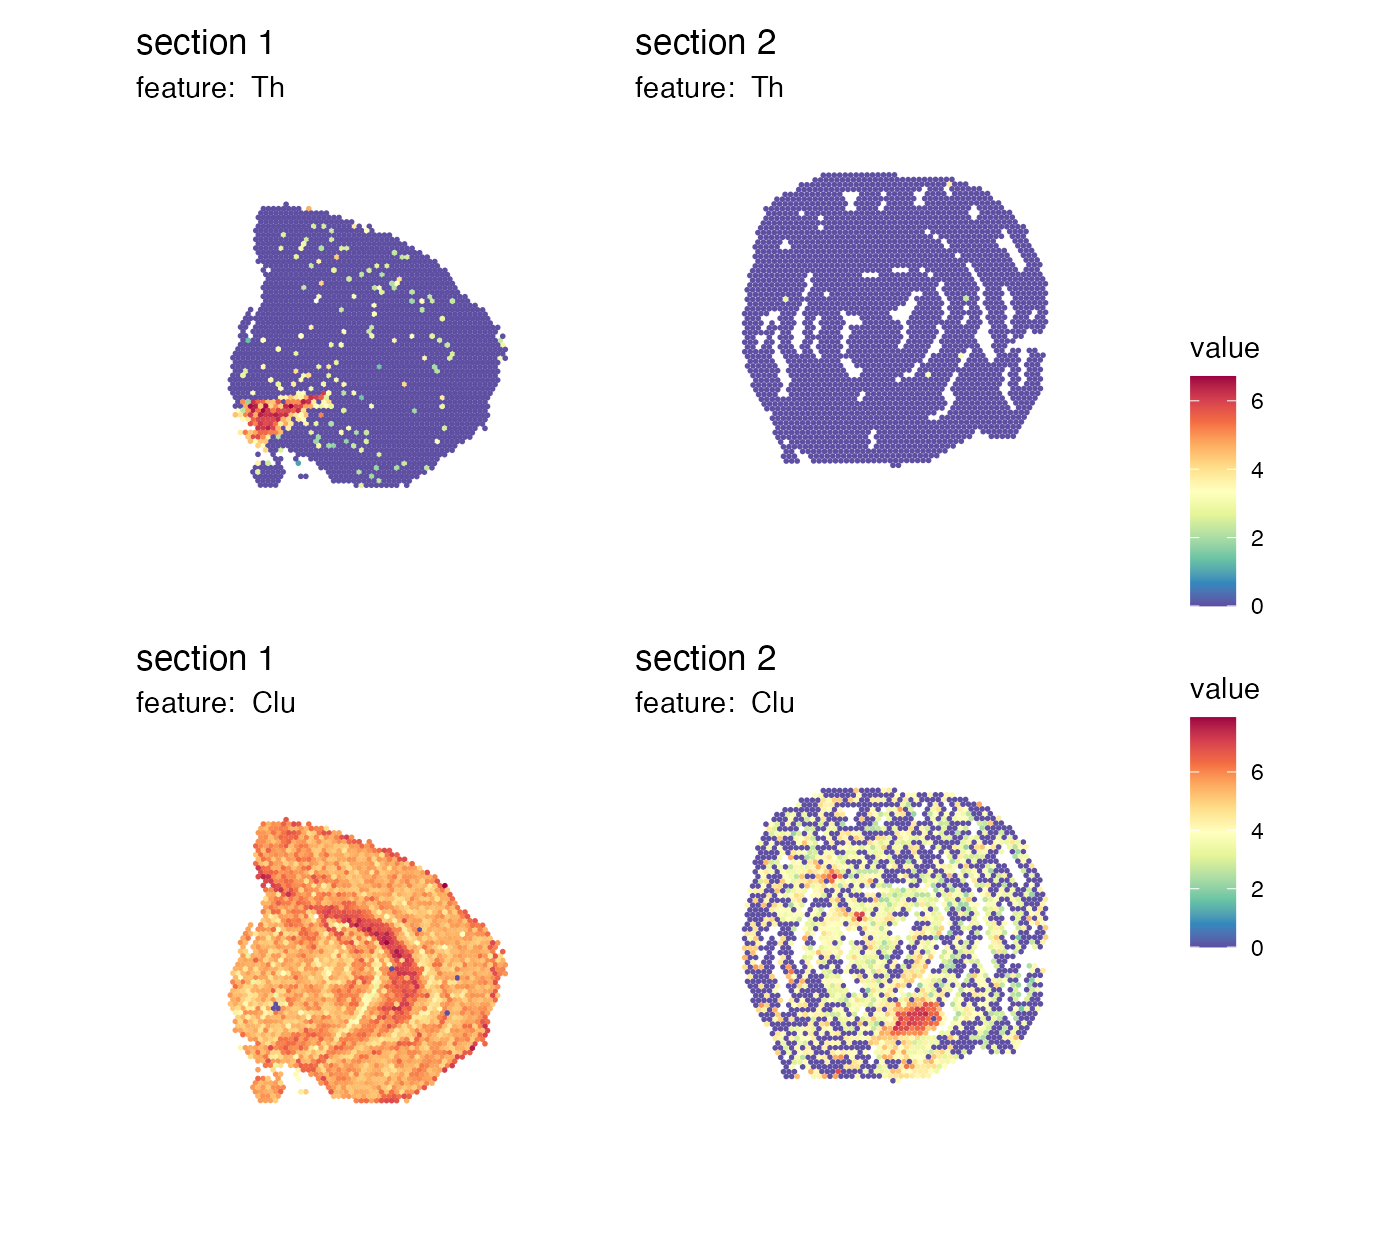 section 1
feature: Th
section 2
feature: Th
value
6
4
2
0
section 1
feature: Clu
section 2
feature: Clu
value
6
4
2
0